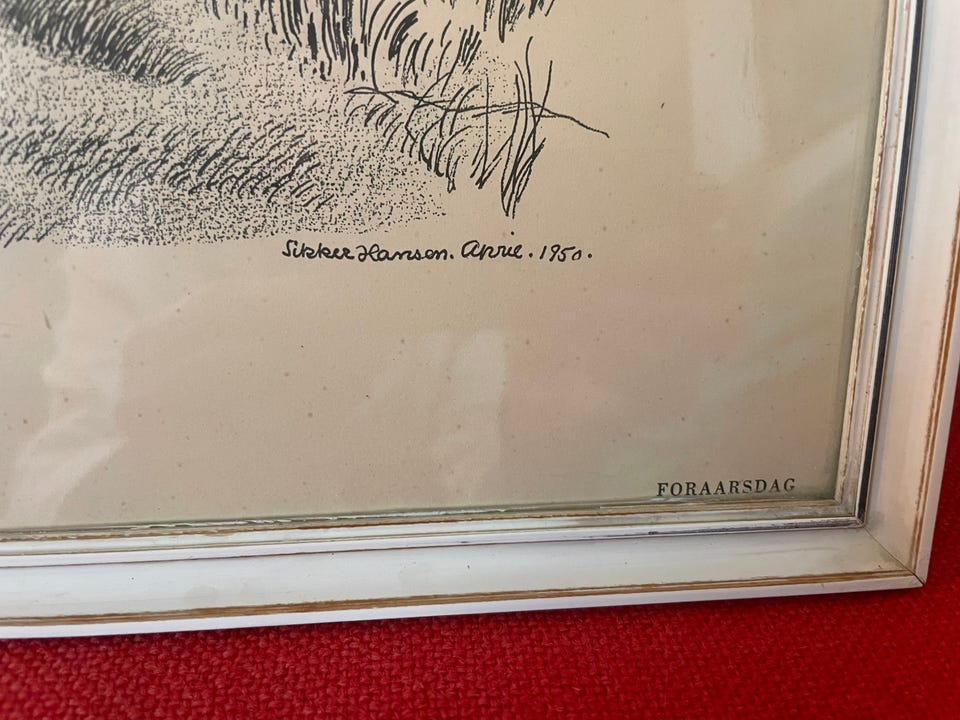 Sikker Hansen. April. 1950.
FORAARSDAG